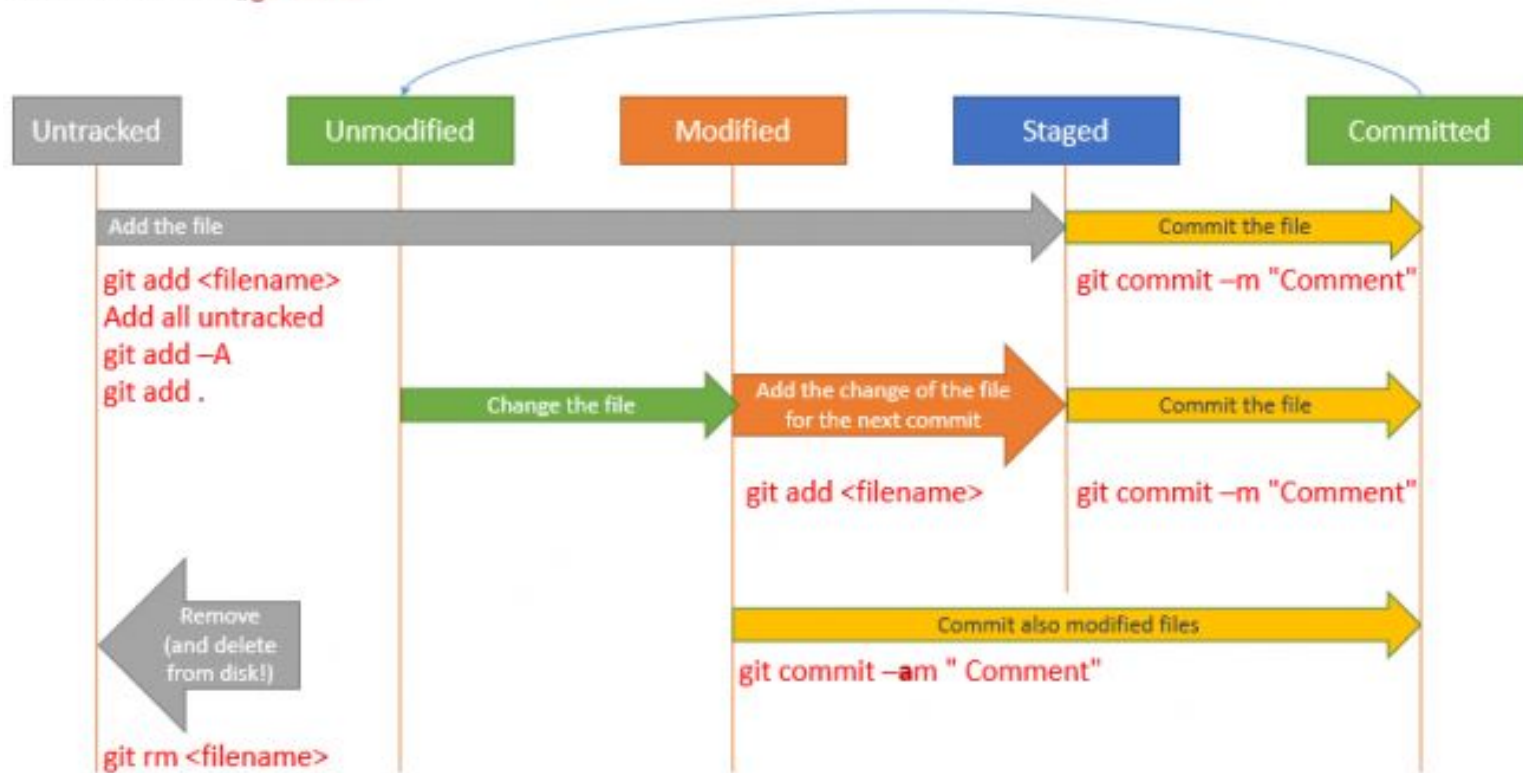 Untracked
Unmodified
Modified
Staged
Committed
Add the file
Commit the file
git add <filename>
Add all untracked
git add –A
git add .
git commit –m "Comment"
Change the file
Add the change of the file
for the next commit
Commit the file
git add <filename>
git commit –m "Comment"
Remove
(and delete
from disk!)
Commit also modified files
git commit –am " Comment"
git rm <filename>